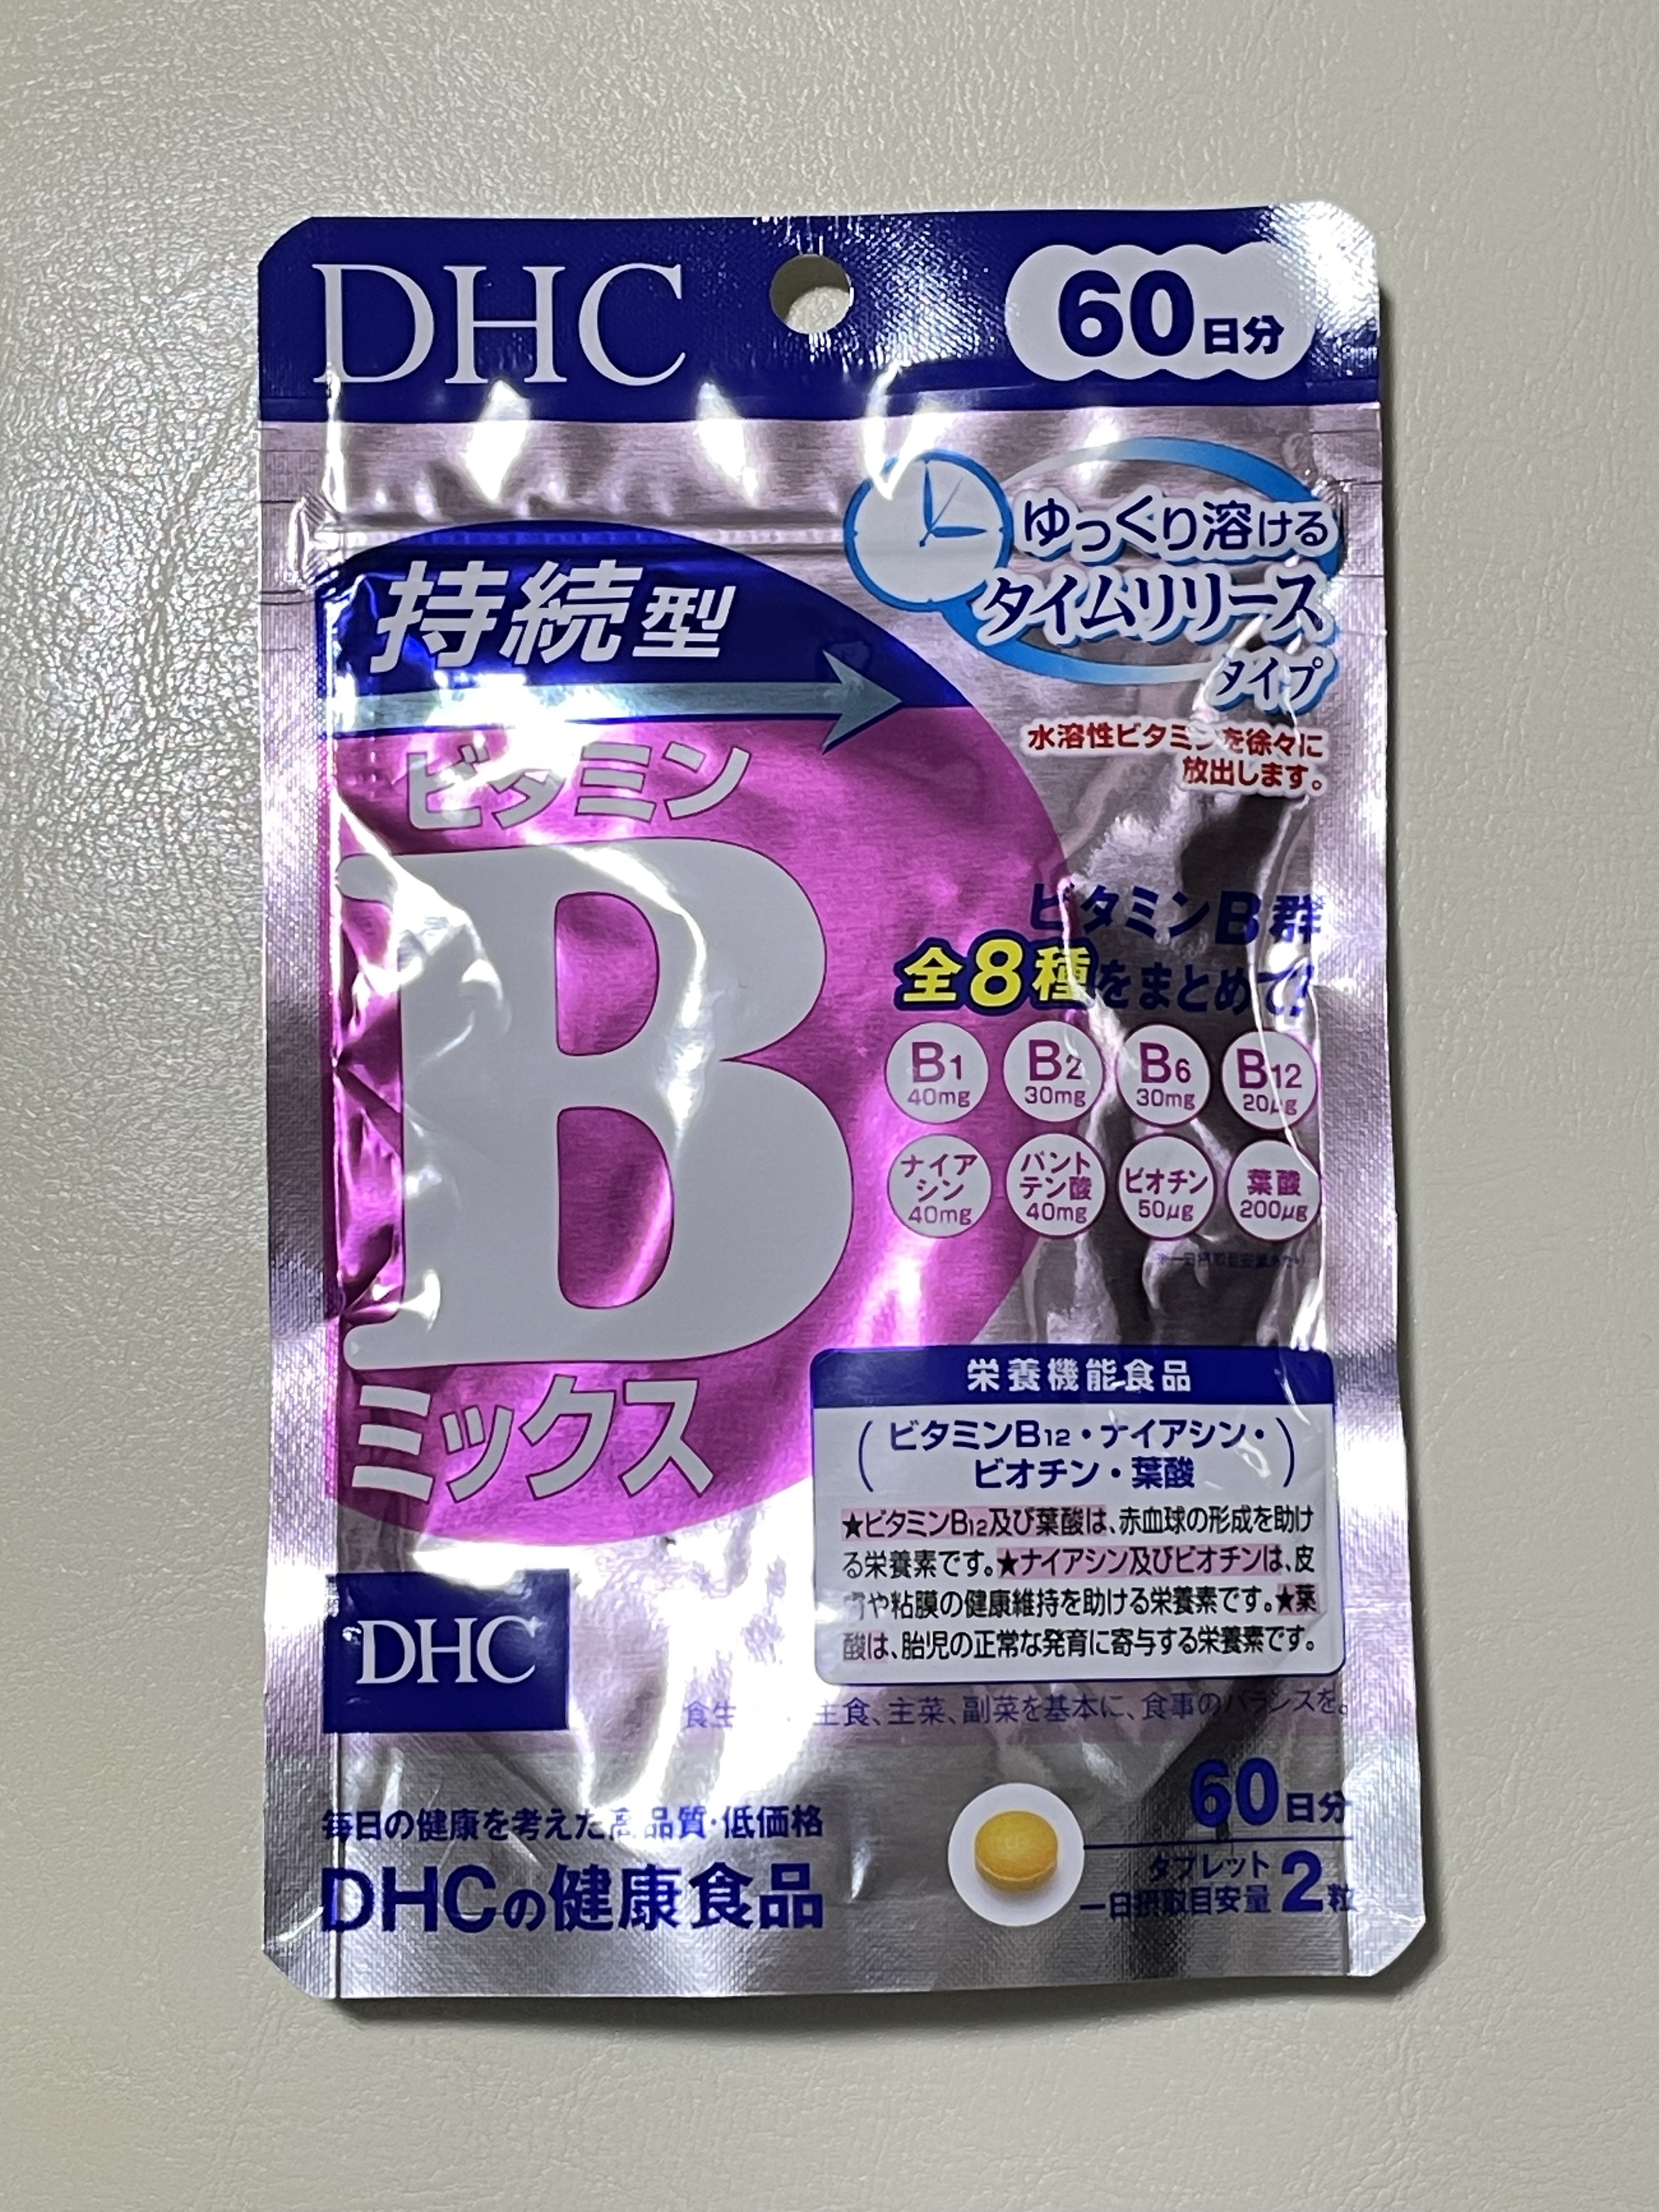 DHC
60日分
ゆっくり溶ける
タイムリリース
タイプ
水溶性ビタミンを徐々に
放出します。
持続型
ビタミン
B
ミックス
ビタミンB群
全8種をまとめて!
B1
40mg
B2
30mg
B6
30mg
B12
20μg
ナイア
シン
40mg
パント
テン酸
40mg
ビオチン
50μg
葉酸
200μg
※一日摂取目安量あたり
栄養機能食品
(ビタミンB12・ナイアシン・
ビオチン・葉酸)
★ビタミンB12及び葉酸は、赤血球の形成を助け
る栄養素です。★ナイアシン及びビオチンは、皮
膚や粘膜の健康維持を助ける栄養素です。★葉
酸は、胎児の正常な発育に寄与する栄養素です。
DHC
食生 主食、主菜、副菜を基本に、食事のバランスを。
毎日の健康を考えた高品質・低価格
DHCの健康食品
60日分
タブレット
一日摂取目安量 2粒